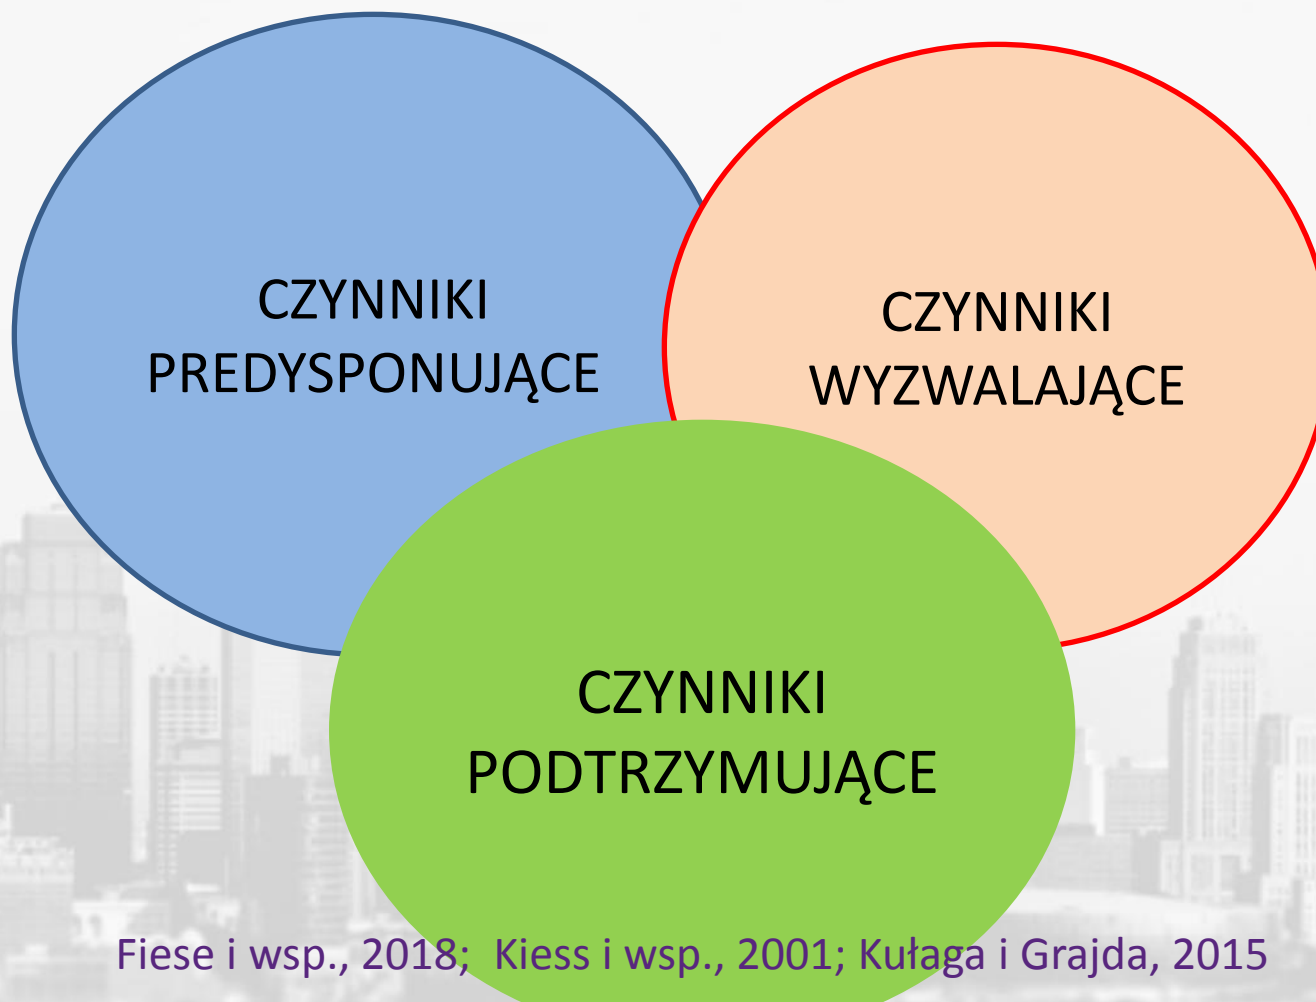 CZYNNIKI
PREDYSPONUJĄCE
CZYNNIKI
WYZWALAJĄCE
CZYNNIKI
PODTRZYMUJĄCE
Fiese i wsp., 2018; Kiess i wsp., 2001; Kułaga i Grajda, 2015